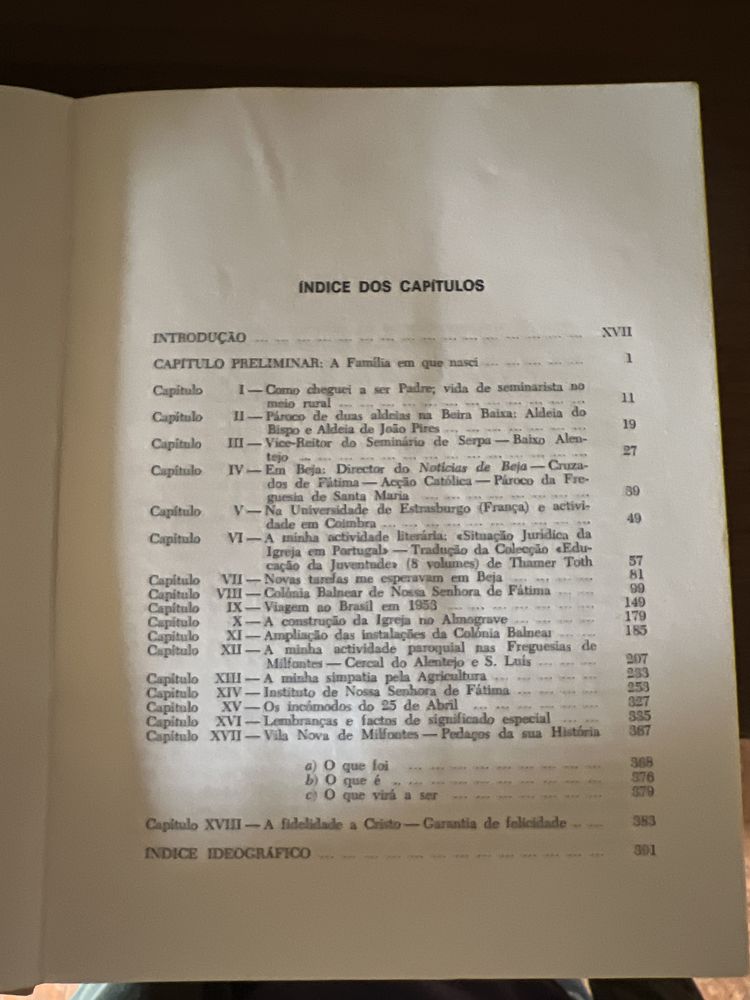 ÍNDICE DOS CAPÍTULOS
INTRODUÇÃO ... ... ... ... ... ... ... ... ... ... ... ... XVII
CAPÍTULO PRELIMINAR: A Família em que nasci ... ... ... ... 1
Capítulo I — Como cheguei a ser Padre; vida de seminarista no
meio rural ... ... ... ... ... ... ... ... ... 11
Capítulo II — Pároco de duas aldeias na Beira Baixa: Aldeia do
Bispo e Aldeia de João Pires ... ... ... ... ... 19
Capítulo III — Vice-Reitor do Seminário de Serpa — Baixo Alen-
tejo ... ... ... ... ... ... ... ... ... ... 27
Capítulo IV — Em Beja: Director do Notícias de Beja — Cruza-
dos de Fátima — Acção Católica — Pároco da Fre-
guesia de Santa Maria ... ... ... ... ... ... 39
Capítulo V — Na Universidade de Estrasburgo (França) e activi-
dade em Coimbra ... ... ... ... ... ... ... 49
Capítulo VI — A minha actividade literária: «Situação Jurídica da
Igreja em Portugal» — Tradução da Colecção «Edu-
cação da Juventude» (8 volumes) de Thamer Toth 57
Capítulo VII — Novas tarefas me esperavam em Beja ... ... ... 81
Capítulo VIII — Colónia Balnear de Nossa Senhora de Fátima ... ... 99
Capítulo IX — Viagem ao Brasil em 1953 ... ... ... ... ... 149
Capítulo X — A construção da Igreja no Almograve ... ... ... 179
Capítulo XI — Ampliação das instalações da Colónia Balnear ... ... 185
Capítulo XII — A minha actividade paroquial nas Freguesias de
Milfontes — Cercal do Alentejo e S. Luís ... ... ... 207
Capítulo XIII — A minha simpatia pela Agricultura ... ... ... ... 233
Capítulo XIV — Instituto de Nossa Senhora de Fátima ... ... ... 253
Capítulo XV — Os incómodos do 25 de Abril ... ... ... ... 327
Capítulo XVI — Lembranças e factos de significado especial ... ... 335
Capítulo XVII — Vila Nova de Milfontes — Pedaços da sua História 367
a) O que foi ... ... ... ... ... ... 368
b) O que é ... ... ... ... ... ... ... 376
c) O que virá a ser ... ... ... ... ... 379
Capítulo XVIII — A fidelidade a Cristo — Garantia de felicidade ... ... 383
ÍNDICE IDEOGRÁFICO ... ... ... ... ... ... ... ... ... ... 391